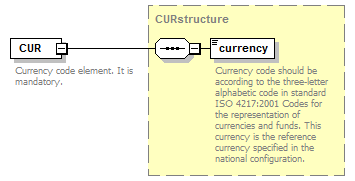 CURstructure
CUR
currency
Currency code element. It is
mandatory.
Currency code should be
according to the three-letter
alphabetic code in standard
ISO 4217:2001 Codes for
the representation of
currencies and funds. This
currency is the reference
currency specified in the
national configuration.